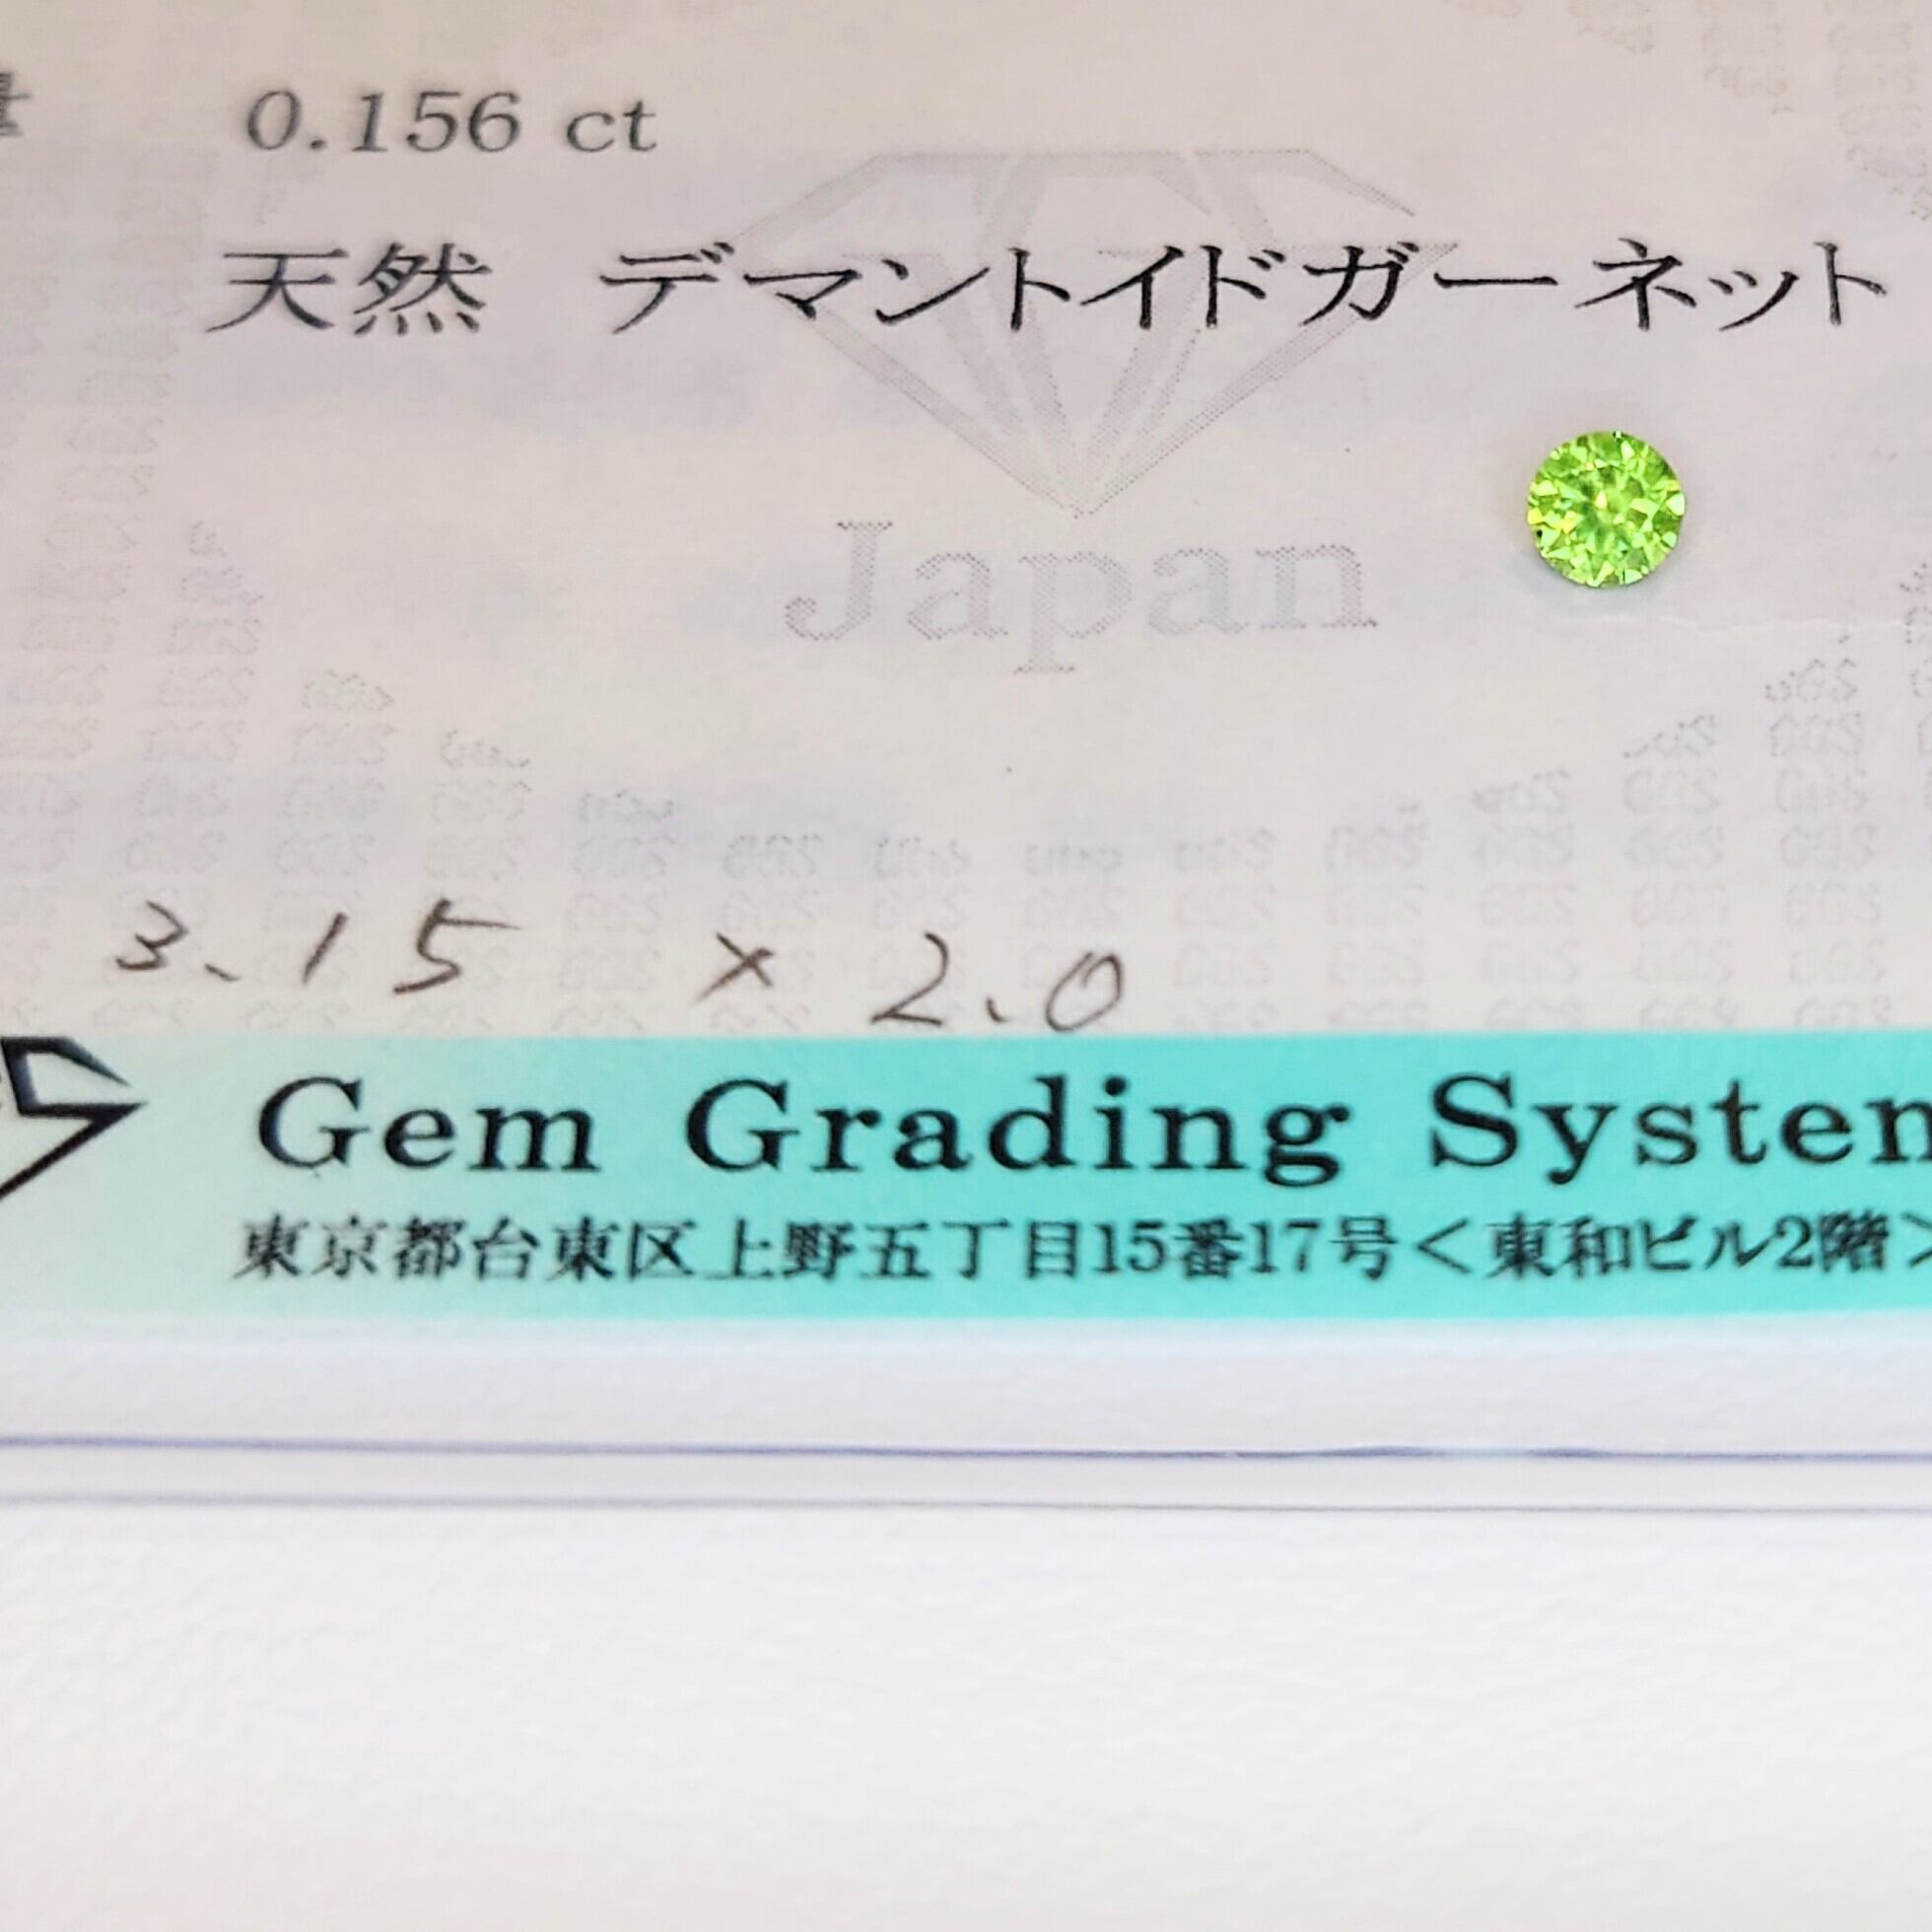 量 0.156 ct
天然 デマントイドガーネット
Japan
3.15 × 2.0
Gem Grading System
東京都台東区上野五丁目15番17号<東和ビル2階>